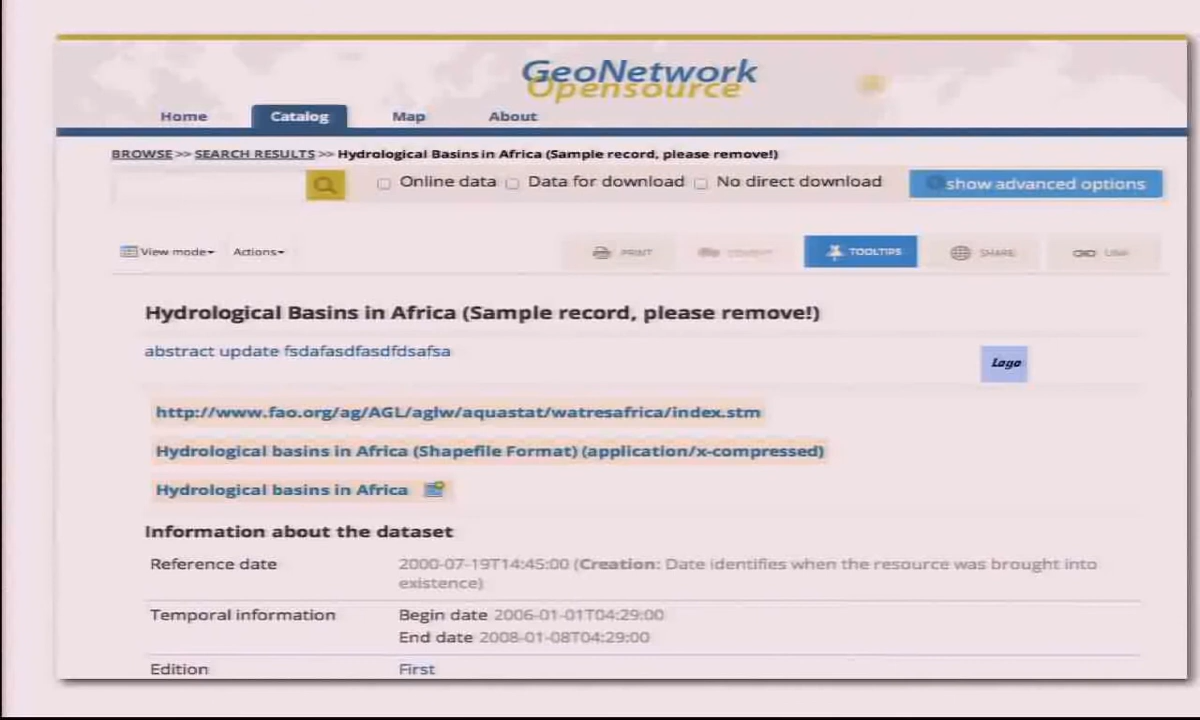 GeoNetwork
Opensource
Home Catalog Map About
BROWSE >> SEARCH RESULTS >> Hydrological Basins in Africa (Sample record, please remove!)
Online data Data for download No direct download show advanced options
View mode Actions PRINT TOOLTIPS SHARE LINK
Hydrological Basins in Africa (Sample record, please remove!)
abstract update fsdafasdfasdfdsafsa
Logo
http://www.fao.org/ag/AGL/aglw/aquastat/watresafrica/index.stm
Hydrological basins in Africa (Shapefile Format) (application/x-compressed)
Hydrological basins in Africa
Information about the dataset
Reference date 2000-07-19T14:45:00 (Creation: Date identifies when the resource was brought into
existence)
Temporal information Begin date 2006-01-01T04:29:00
End date 2008-01-08T04:29:00
Edition First